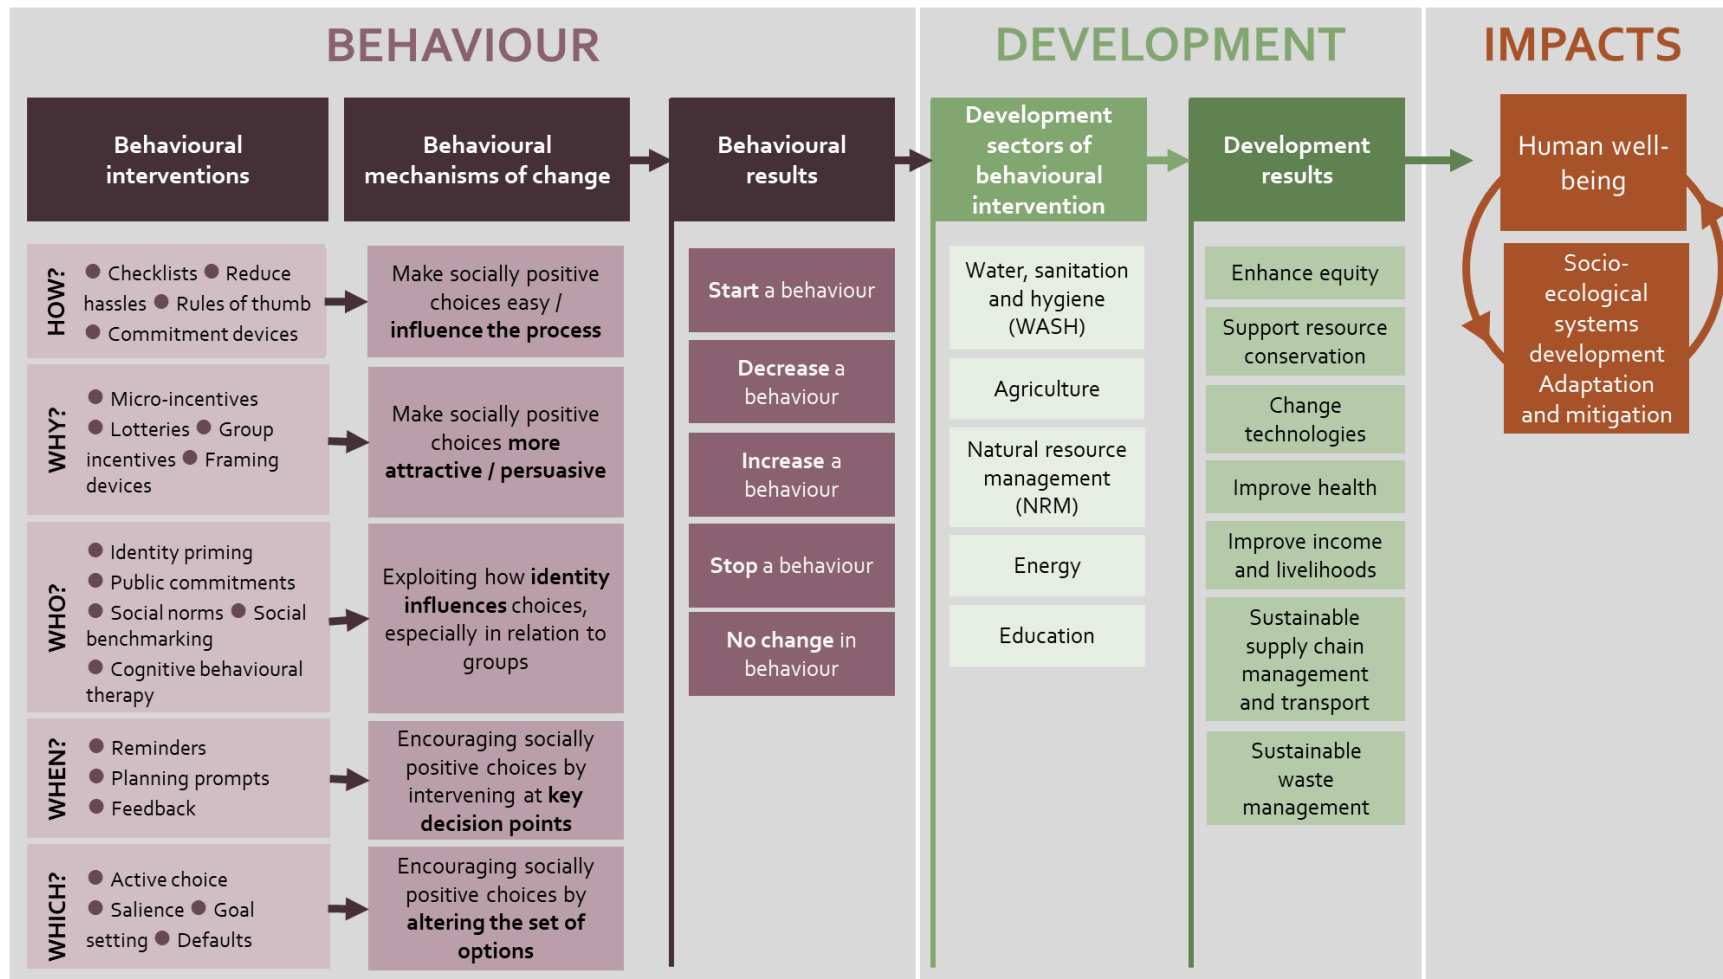 BEHAVIOUR
DEVELOPMENT
IMPACTS
Behavioural
interventions
Behavioural
mechanisms of change
Behavioural
results
Development
sectors of
behavioural
intervention
Development
results
Human well-
being
HOW?
● Checklists ● Reduce
hassles ● Rules of thumb
● Commitment devices
Make socially positive
choices easy /
influence the process
WHY?
● Micro-incentives
● Lotteries ● Group
incentives ● Framing
devices
Make socially positive
choices more
attractive / persuasive
WHO?
● Identity priming
● Public commitments
● Social norms ● Social
benchmarking
● Cognitive behavioural
therapy
Exploiting how identity
influences choices,
especially in relation to
groups
WHEN?
● Reminders
● Planning prompts
● Feedback
Encouraging socially
positive choices by
intervening at key
decision points
WHICH?
● Active choice
● Salience ● Goal
setting ● Defaults
Encouraging socially
positive choices by
altering the set of
options
Start a behaviour
Decrease a
behaviour
Increase a
behaviour
Stop a behaviour
No change in
behaviour
Water, sanitation
and hygiene
(WASH)
Agriculture
Natural resource
management
(NRM)
Energy
Education
Enhance equity
Support resource
conservation
Change
technologies
Improve health
Improve income
and livelihoods
Sustainable
supply chain
management
and transport
Sustainable
waste
management
Socio-
ecological
systems
development
Adaptation
and mitigation